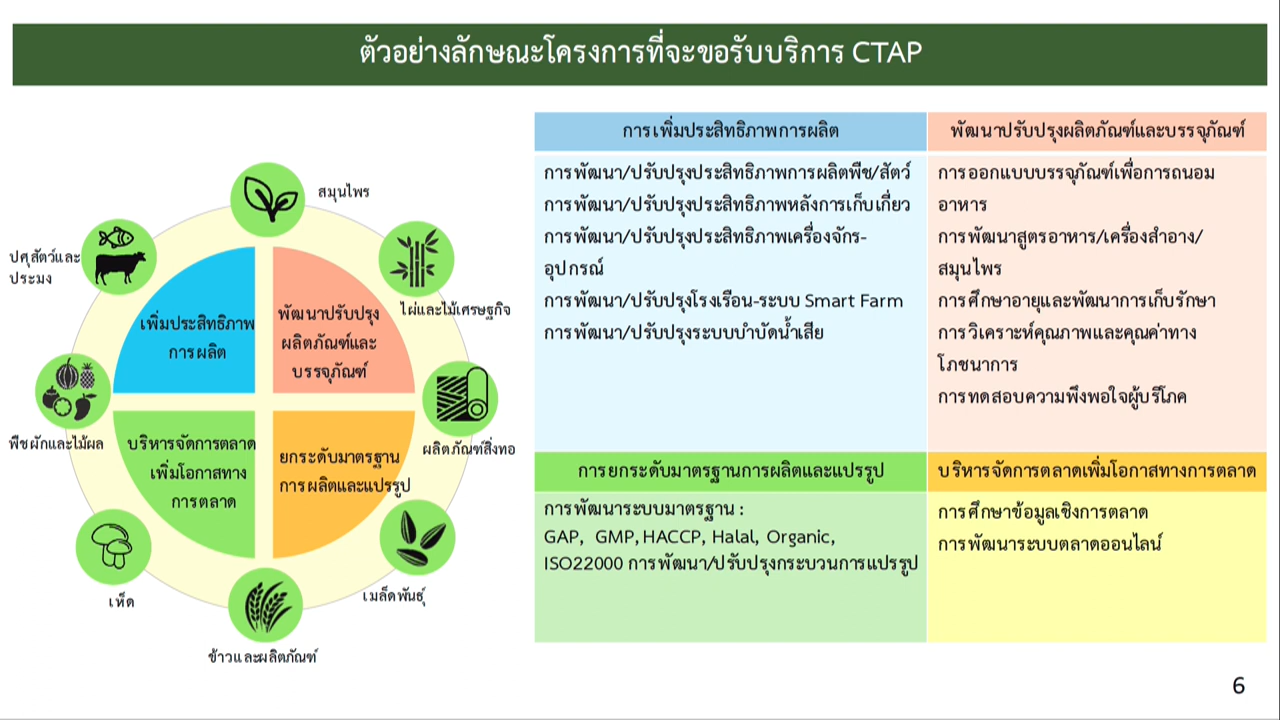 ตัวอย่างลักษณะโครงการที่จะขอรับบริการ CTAP
สมุนไพร
ไผ่และไม้เศรษฐกิจ
ผลิตภัณฑ์สิ่งทอ
เมล็ดพันธุ์
ข้าวและผลิตภัณฑ์
เห็ด
พืชผักและไม้ผล
ปศุสัตว์และ
ประมง
เพิ่มประสิทธิภาพ
การผลิต
พัฒนาปรับปรุง
ผลิตภัณฑ์และ
บรรจุภัณฑ์
บริหารจัดการตลาด
เพิ่มโอกาสทาง
การตลาด
ยกระดับมาตรฐาน
การผลิตและแปรรูป
การเพิ่มประสิทธิภาพการผลิต
การพัฒนา/ปรับปรุงประสิทธิภาพการผลิตพืช/สัตว์
การพัฒนา/ปรับปรุงประสิทธิภาพหลังการเก็บเกี่ยว
การพัฒนา/ปรับปรุงประสิทธิภาพเครื่องจักร-
อุปกรณ์
การพัฒนา/ปรับปรุงโรงเรือน-ระบบ Smart Farm
การพัฒนา/ปรับปรุงระบบบำบัดน้ำเสีย
พัฒนาปรับปรุงผลิตภัณฑ์และบรรจุภัณฑ์
การออกแบบบรรจุภัณฑ์เพื่อการถนอม
อาหาร
การพัฒนาสูตรอาหาร/เครื่องสำอาง/
สมุนไพร
การศึกษาอายุและพัฒนาการเก็บรักษา
การวิเคราะห์คุณภาพและคุณค่าทาง
โภชนาการ
การทดสอบความพึงพอใจผู้บริโภค
การยกระดับมาตรฐานการผลิตและแปรรูป
การพัฒนาระบบมาตรฐาน :
GAP, GMP, HACCP, Halal, Organic,
ISO22000 การพัฒนา/ปรับปรุงกระบวนการแปรรูป
บริหารจัดการตลาดเพิ่มโอกาสทางการตลาด
การศึกษาข้อมูลเชิงการตลาด
การพัฒนาระบบตลาดออนไลน์
6